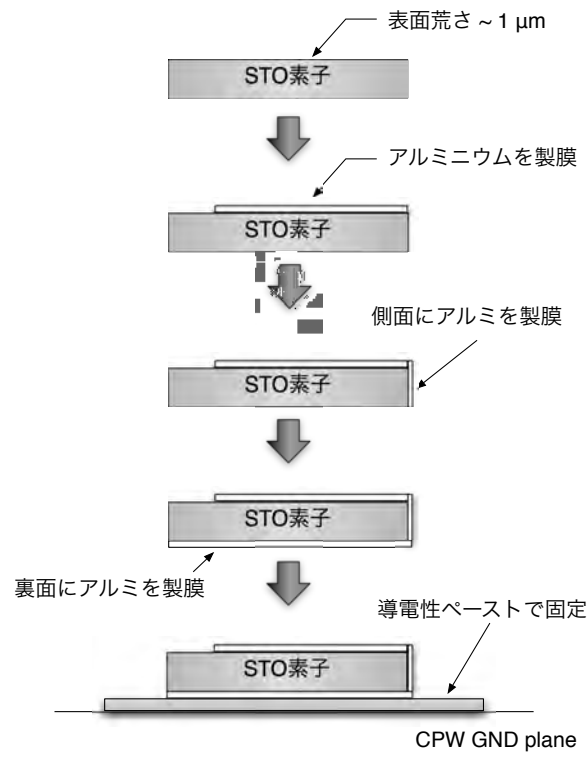 表面荒さ ~ 1 µm
STO素子
アルミニウムを製膜
STO素子
側面にアルミを製膜
STO素子
STO素子
裏面にアルミを製膜
導電性ペーストで固定
STO素子
CPW GND plane